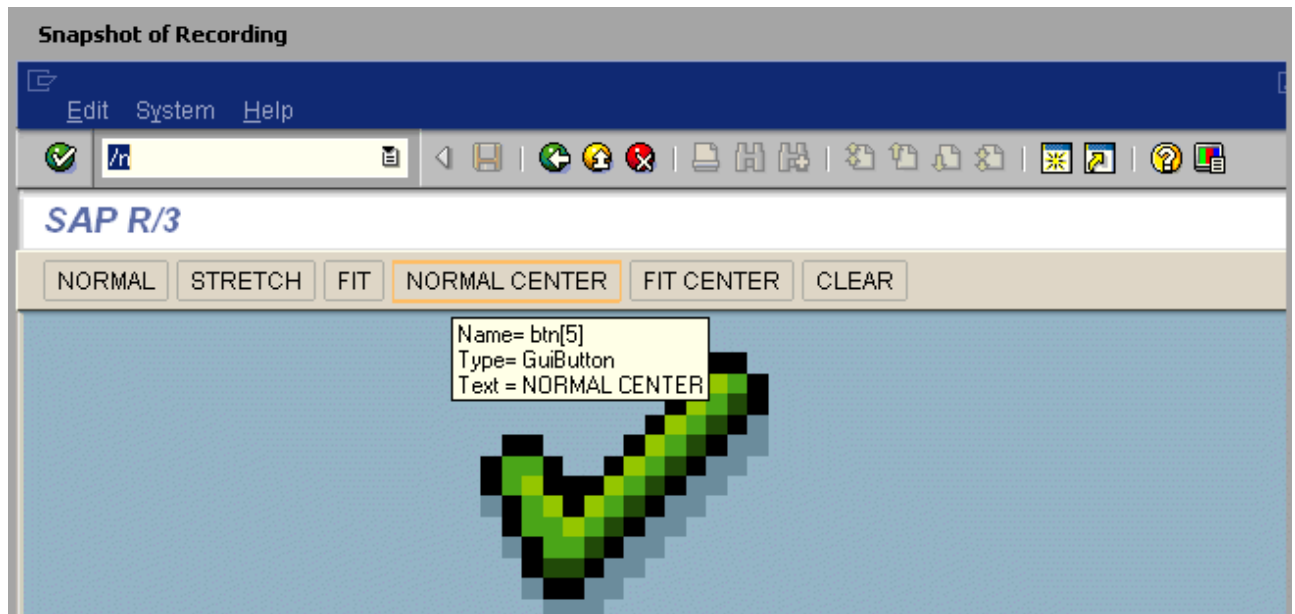 Snapshot of Recording
Edit System Help
/n
SAP R/3
NORMAL STRETCH FIT NORMAL CENTER FIT CENTER CLEAR
Name= btn[5]
Type= GuiButton
Text = NORMAL CENTER